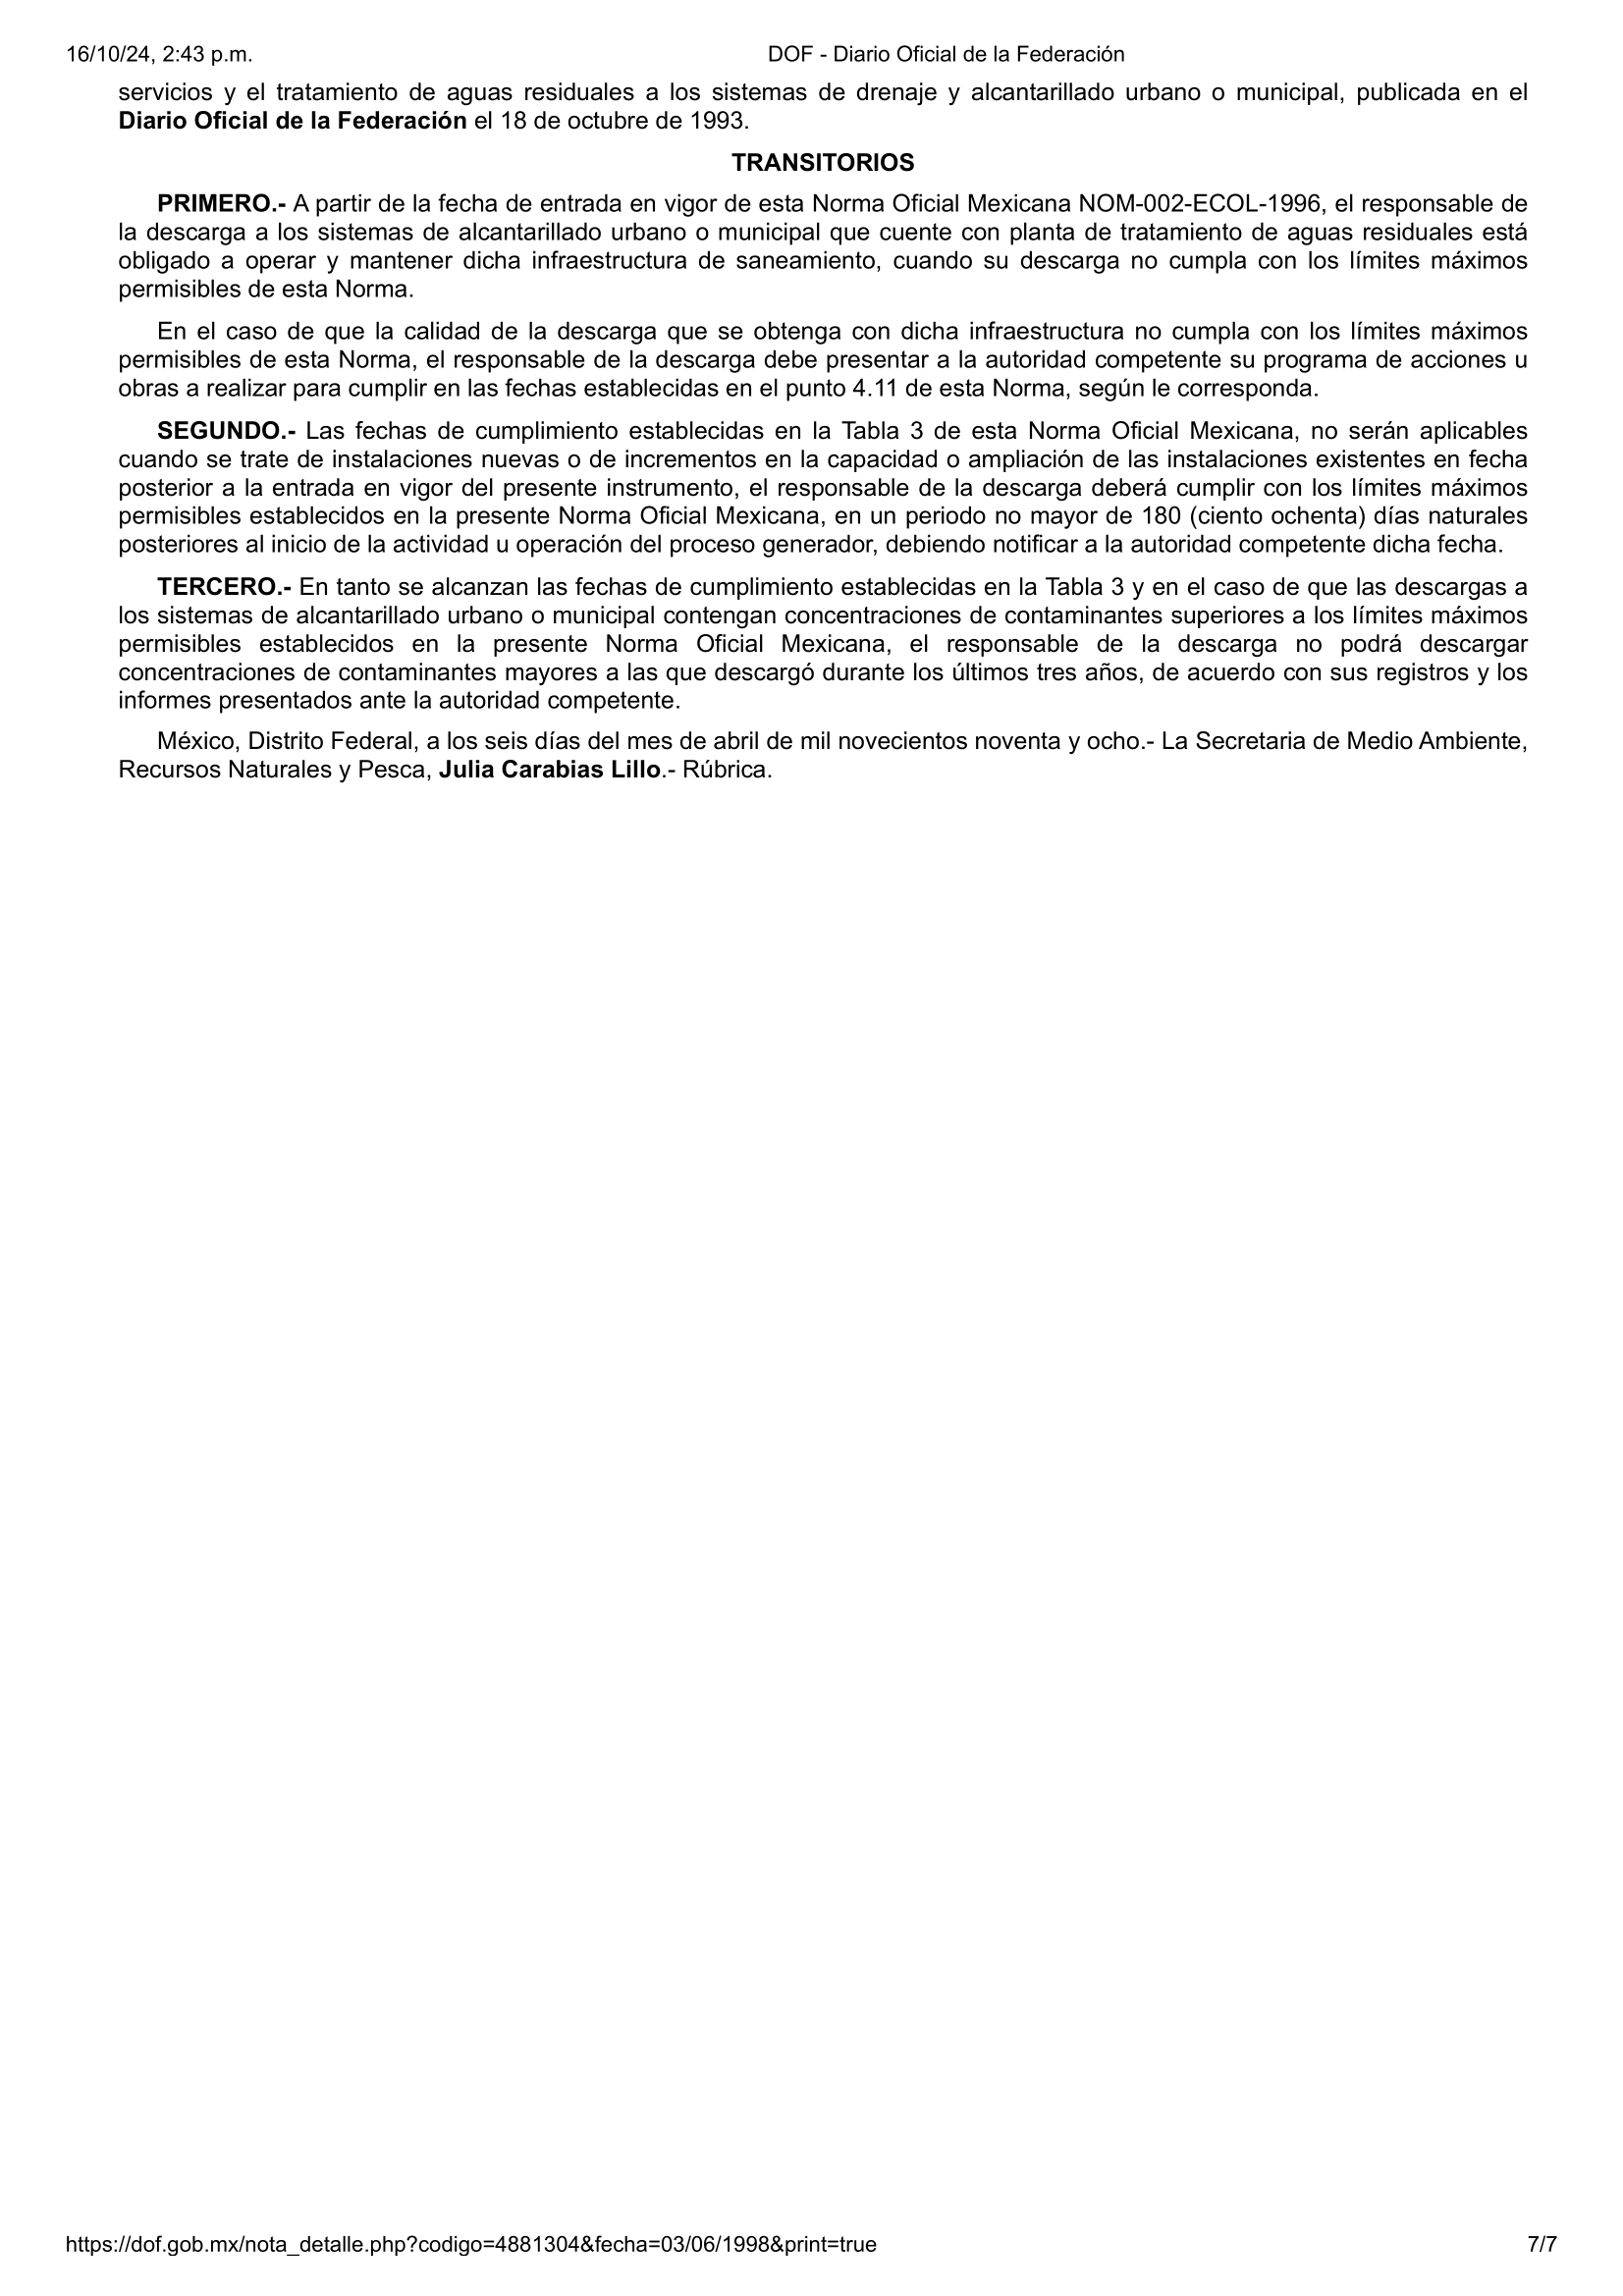 16/10/24, 2:43 p.m. DOF - Diario Oficial de la Federación
servicios y el tratamiento de aguas residuales a los sistemas de drenaje y alcantarillado urbano o municipal, publicada en el
Diario Oficial de la Federación el 18 de octubre de 1993.
TRANSITORIOS
PRIMERO.- A partir de la fecha de entrada en vigor de esta Norma Oficial Mexicana NOM-002-ECOL-1996, el responsable de
la descarga a los sistemas de alcantarillado urbano o municipal que cuente con planta de tratamiento de aguas residuales está
obligado a operar y mantener dicha infraestructura de saneamiento, cuando su descarga no cumpla con los límites máximos
permisibles de esta Norma.
En el caso de que la calidad de la descarga que se obtenga con dicha infraestructura no cumpla con los límites máximos
permisibles de esta Norma, el responsable de la descarga debe presentar a la autoridad competente su programa de acciones u
obras a realizar para cumplir en las fechas establecidas en el punto 4.11 de esta Norma, según le corresponda.
SEGUNDO.- Las fechas de cumplimiento establecidas en la Tabla 3 de esta Norma Oficial Mexicana, no serán aplicables
cuando se trate de instalaciones nuevas o de incrementos en la capacidad o ampliación de las instalaciones existentes en fecha
posterior a la entrada en vigor del presente instrumento, el responsable de la descarga deberá cumplir con los límites máximos
permisibles establecidos en la presente Norma Oficial Mexicana, en un periodo no mayor de 180 (ciento ochenta) días naturales
posteriores al inicio de la actividad u operación del proceso generador, debiendo notificar a la autoridad competente dicha fecha.
TERCERO.- En tanto se alcanzan las fechas de cumplimiento establecidas en la Tabla 3 y en el caso de que las descargas a
los sistemas de alcantarillado urbano o municipal contengan concentraciones de contaminantes superiores a los límites máximos
permisibles establecidos en la presente Norma Oficial Mexicana, el responsable de la descarga no podrá descargar
concentraciones de contaminantes mayores a las que descargó durante los últimos tres años, de acuerdo con sus registros y los
informes presentados ante la autoridad competente.
México, Distrito Federal, a los seis días del mes de abril de mil novecientos noventa y ocho.- La Secretaria de Medio Ambiente,
Recursos Naturales y Pesca, Julia Carabias Lillo.- Rúbrica.
https://dof.gob.mx/nota_detalle.php?codigo=4881304&fecha=03/06/1998&print=true 7/7